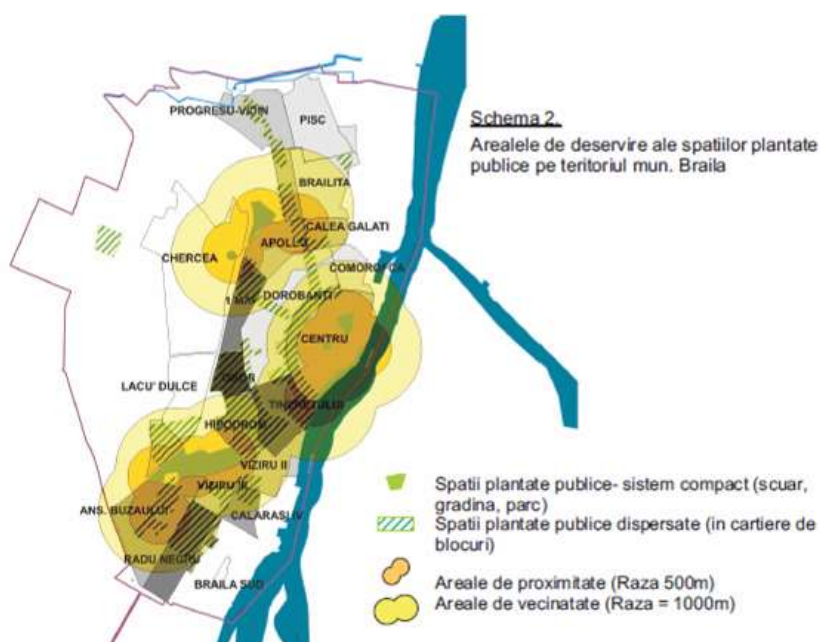 Schema 2.
Arealele de deservire ale spatiilor plantate
publice pe teritoriul mun. Braila
PROGRESU-VIDIN
PISC
BRAILITA
CALEA GALATI
APOLLO
CHERCEA
COMOROFCA
DOROBANTI
1 MAI
CENTRU
LACU' DULCE
TINERETULUI
HIPODROM
VIZIRU II
VIZIRU III
ANS. BUZAULUI
CALARASI IV
RADU NEGRU
BRAILA SUD
Spatii plantate publice- sistem compact (scuar,
gradina, parc)
Spatii plantate publice dispersate (in cartiere de
blocuri)
Areale de proximitate (Raza 500m)
Areale de vecinatate (Raza = 1000m)